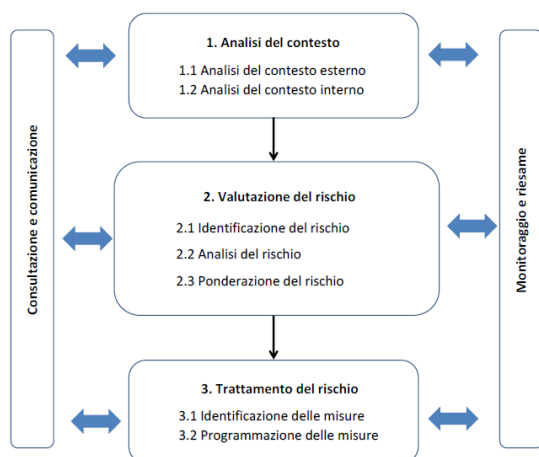 1. Analisi del contesto
1.1 Analisi del contesto esterno
1.2 Analisi del contesto interno
Consultazione e comunicazione
2. Valutazione del rischio
2.1 Identificazione del rischio
2.2 Analisi del rischio
2.3 Ponderazione del rischio
Monitoraggio e riesame
3. Trattamento del rischio
3.1 Identificazione delle misure
3.2 Programmazione delle misure